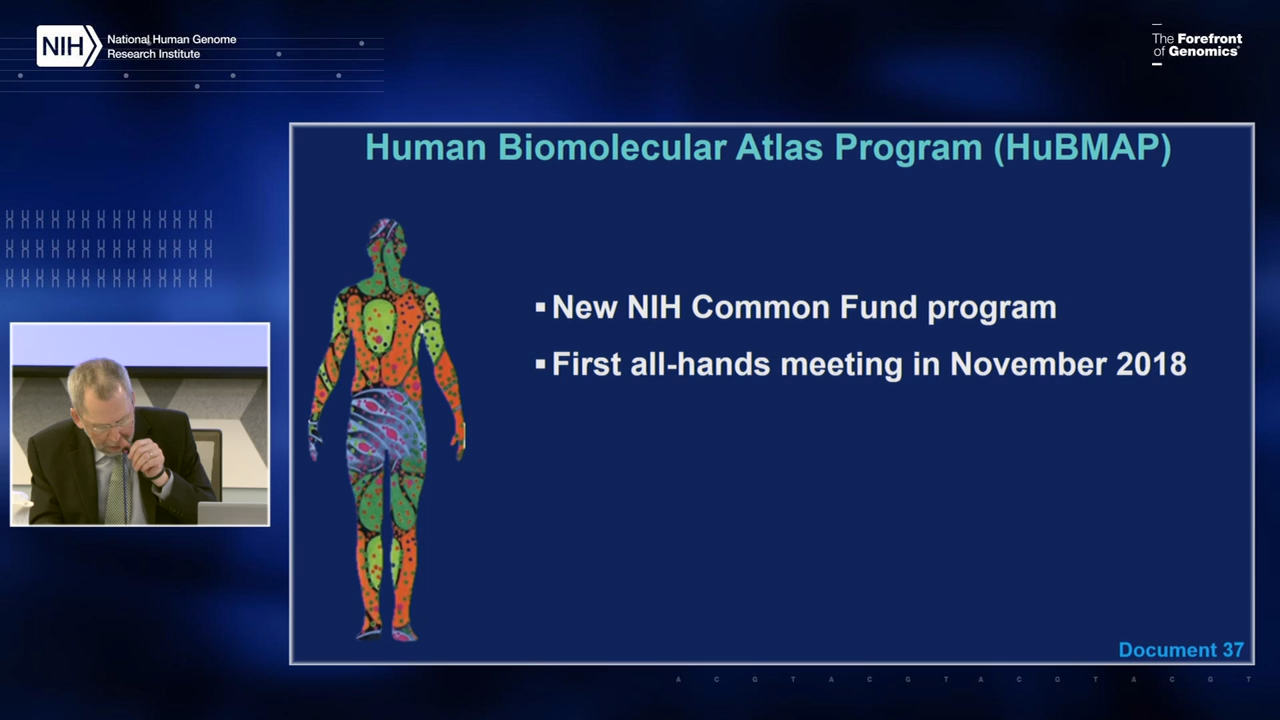 NIH
National Human Genome
Research Institute
The Forefront
of Genomics®
Human Biomolecular Atlas Program (HuBMAP)
▪ New NIH Common Fund program
▪ First all-hands meeting in November 2018
Document 37
A C G T A C G T A C G T A C G T